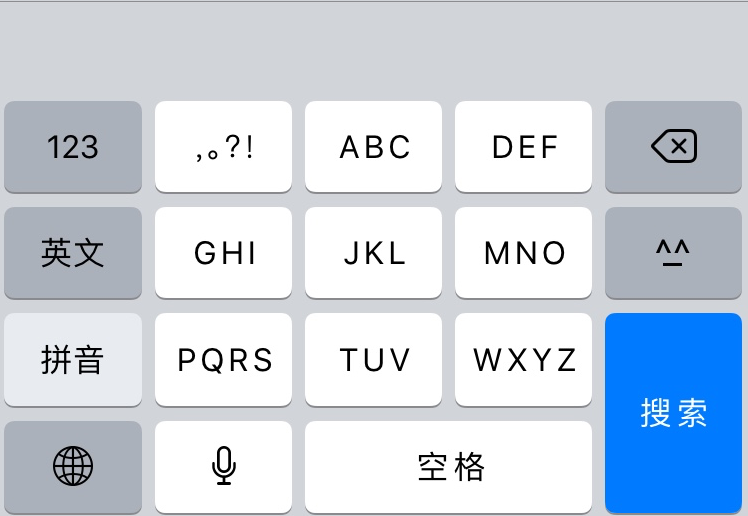 123 ,。?! ABC DEF
英文 GHI JKL MNO ^^
拼音 PQRS TUV WXYZ
搜索
空格